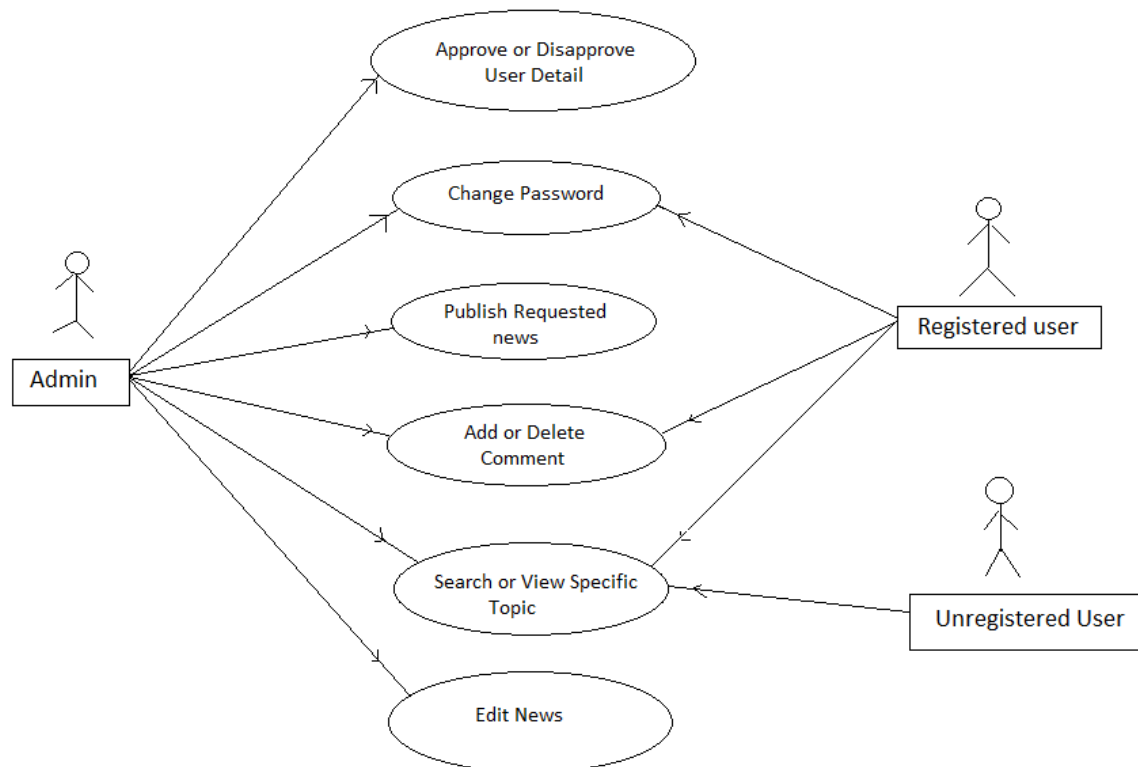 Approve or Disapprove
User Detail
Change Password
Registered user
Publish Requested
news
Admin
Add or Delete
Comment
Search or View Specific
Topic
Unregistered User
Edit News